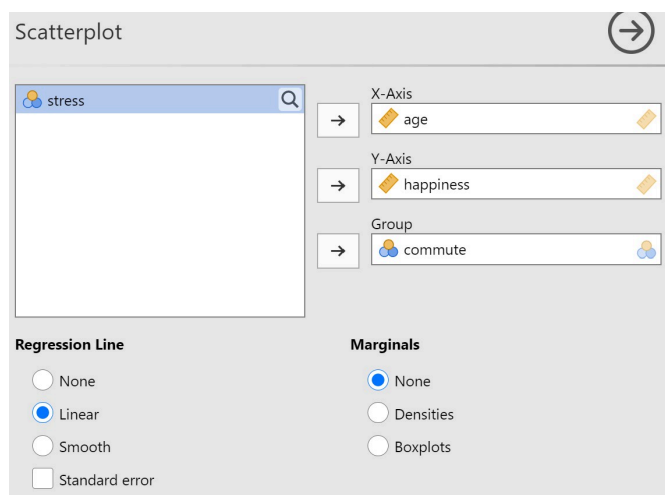 Scatterplot
stress
X-Axis
age
Y-Axis
happiness
Group
commute
Regression Line
None
Linear
Smooth
Standard error
Marginals
None
Densities
Boxplots